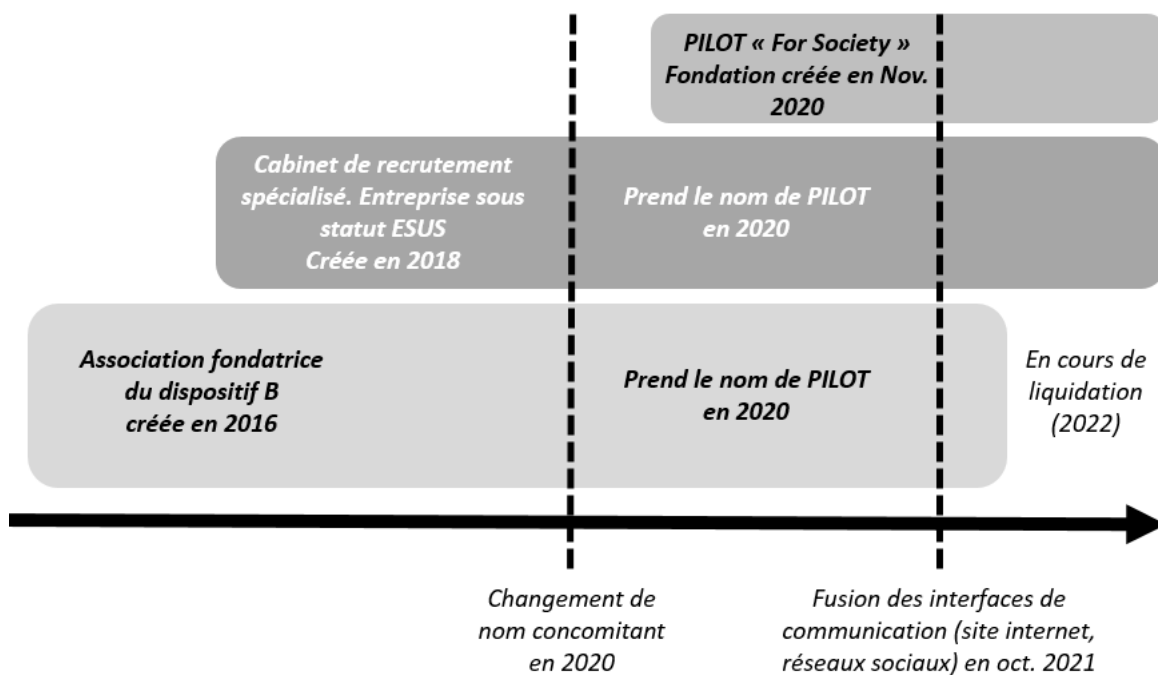 PILOT « For Society »
Fondation créée en Nov.
2020
Cabinet de recrutement
spécialisé. Entreprise sous
statut ESUS
Créée en 2018
Prend le nom de PILOT
en 2020
Association fondatrice
du dispositif B
créée en 2016
Prend le nom de PILOT
en 2020
En cours de
liquidation
(2022)
Changement de
nom concomitant
en 2020
Fusion des interfaces de
communication (site internet,
réseaux sociaux) en oct. 2021